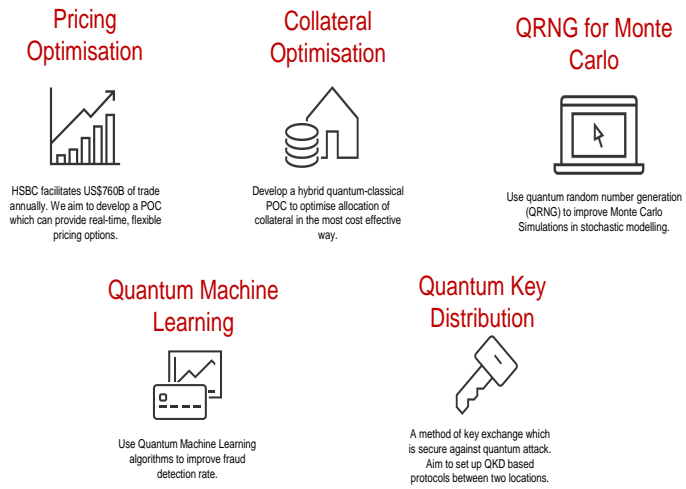 Pricing
Optimisation
HSBC facilitates US$760B of trade
annually. We aim to develop a POC
which can provide real-time, flexible
pricing options.
Collateral
Optimisation
Develop a hybrid quantum-classical
POC to optimise allocation of
collateral in the most cost effective
way.
QRNG for Monte
Carlo
Use quantum random number generation
(QRNG) to improve Monte Carlo
Simulations in stochastic modelling.
Quantum Machine
Learning
Use Quantum Machine Learning
algorithms to improve fraud
detection rate.
Quantum Key
Distribution
A method of key exchange which
is secure against quantum attack.
Aim to set up QKD based
protocols between two locations.